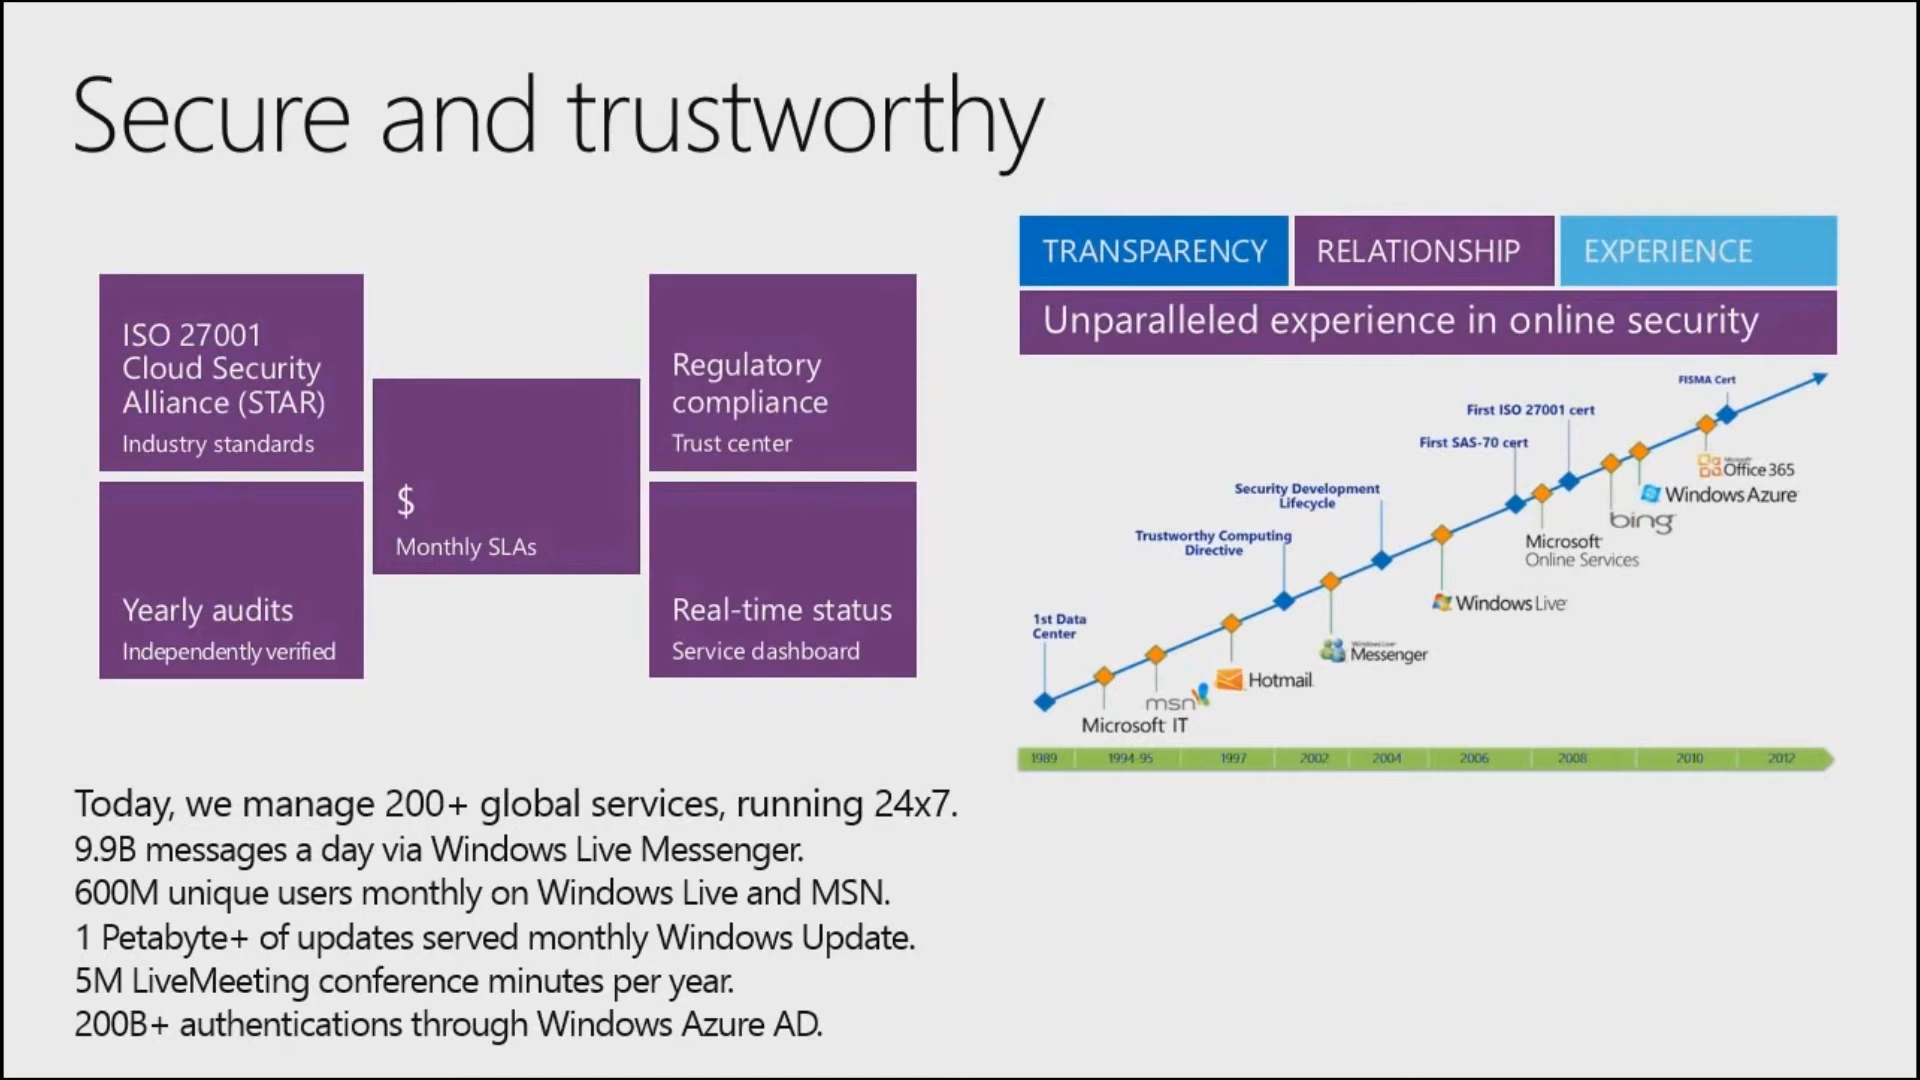 Secure and trustworthy
ISO 27001
Cloud Security
Alliance (STAR)
Industry standards
Yearly audits
Independently verified
$
Monthly SLAs
Regulatory
compliance
Trust center
Real-time status
Service dashboard
TRANSPARENCY
RELATIONSHIP
EXPERIENCE
Unparalleled experience in online security
1st Data
Center
Microsoft IT
msn
Hotmail
Trustworthy Computing
Directive
Windows Live
Messenger
Security Development
Lifecycle
Windows Live
First SAS-70 cert
Microsoft
Online Services
First ISO 27001 cert
bing
Windows Azure
Microsoft
Office 365
FISMA Cert
1989
1994-95
1997
2002
2004
2006
2008
2010
2012
Today, we manage 200+ global services, running 24x7.
9.9B messages a day via Windows Live Messenger.
600M unique users monthly on Windows Live and MSN.
1 Petabyte+ of updates served monthly Windows Update.
5M LiveMeeting conference minutes per year.
200B+ authentications through Windows Azure AD.